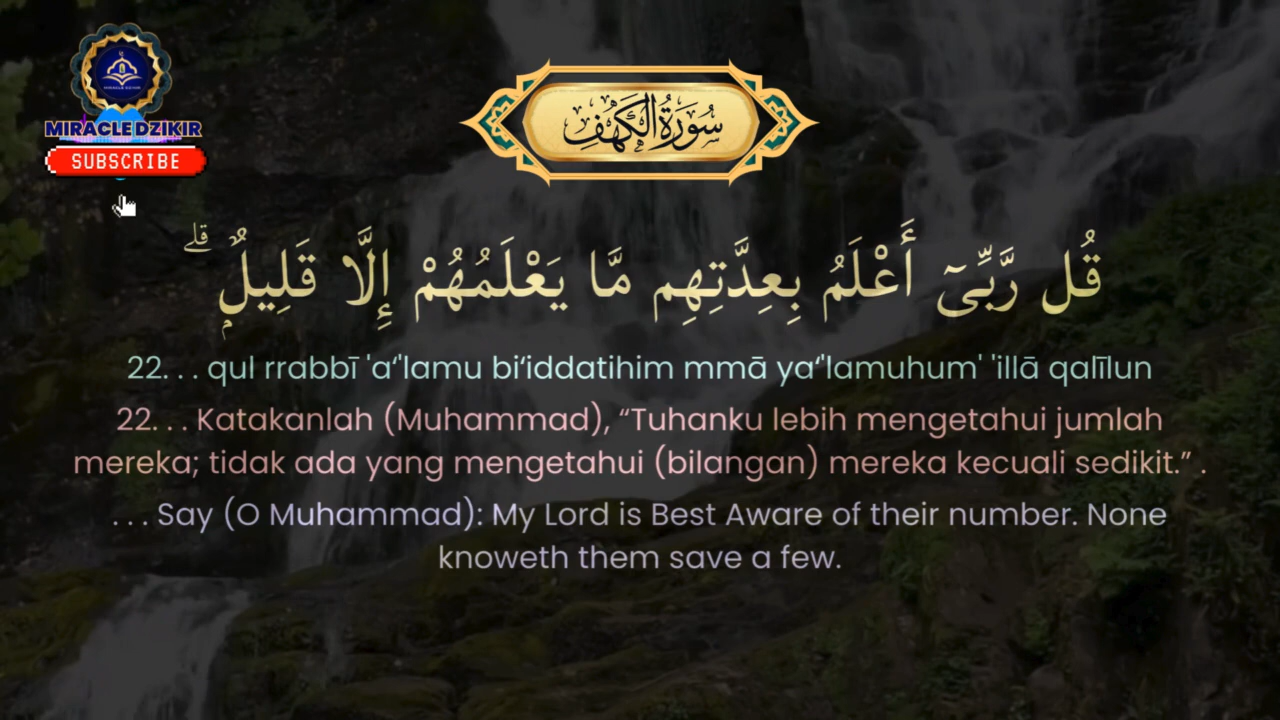 MIRACLE DZIKIR
SUBSCRIBE
سُورَةُ الْكَهْفِ
قُل رَّبِّىٓ أَعْلَمُ بِعِدَّتِهِم مَّا يَعْلَمُهُمْ إِلَّا قَلِيلٌۭ ۗ
22. . . qul rrabbī 'a‘'lamu bi‘iddatihim mmā ya‘'lamuhum' 'illā qalīlun
22. . . Katakanlah (Muhammad), “Tuhanku lebih mengetahui jumlah
mereka; tidak ada yang mengetahui (bilangan) mereka kecuali sedikit.” .
. . . Say (O Muhammad): My Lord is Best Aware of their number. None
knoweth them save a few.